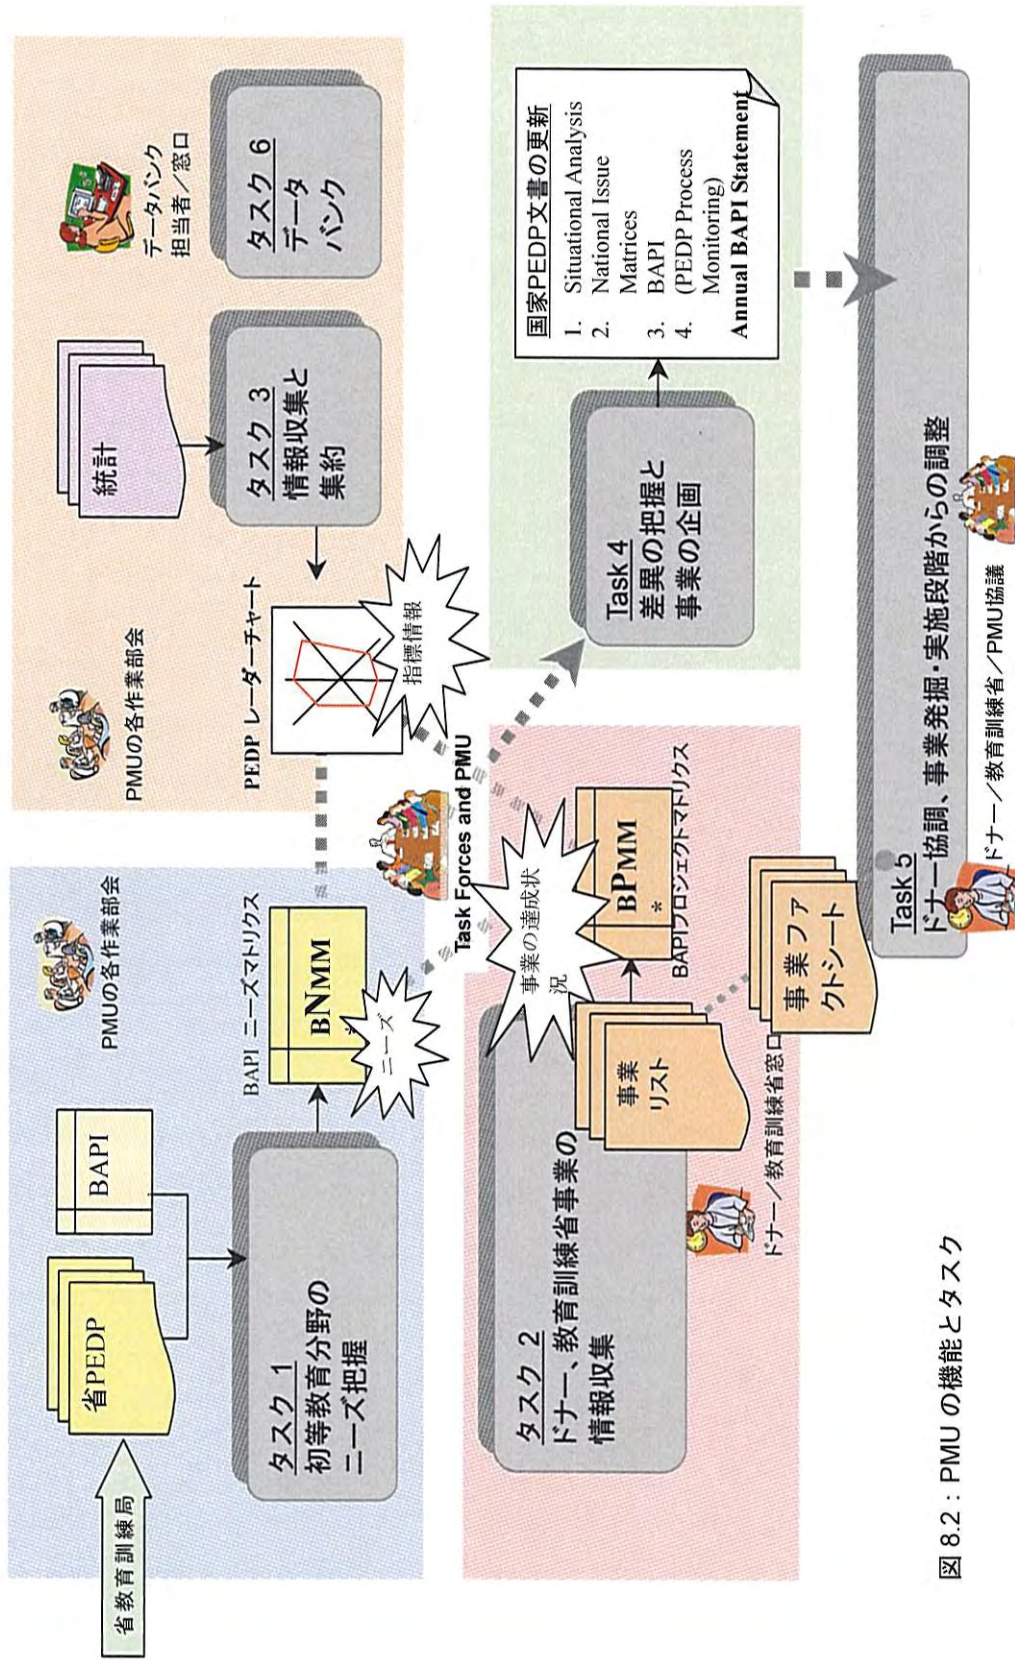 省教育訓練局
省PEDP
BAPI
PMUの各作業部会
タスク 1
初等教育分野の
ニーズ把握
BAPI ニーズマトリクス
BNMM
*
ニーズ
PMUの各作業部会
統計
データバンク
担当者／窓口
PEDP レーダーチャート
指標情報
タスク 3
情報収集と
集約
タスク 6
データ
バンク
Task Forces and PMU
タスク 2
ドナー、教育訓練省事業の
情報収集
事業の達成状
況
事業
リスト
BPMM
*
BAPIプロジェクトマトリクス
ドナー／教育訓練省窓口
事業ファ
クトシート
Task 4
差異の把握と
事業の企画
国家PEDP文書の更新
1. Situational Analysis
2. National Issue
Matrices
3. BAPI
4. (PEDP Process
Monitoring)
Annual BAPI Statement
Task 5
ドナー協調、事業発掘・実施段階からの調整
ドナー／教育訓練省／PMU協議
図 8.2：PMU の機能とタスク